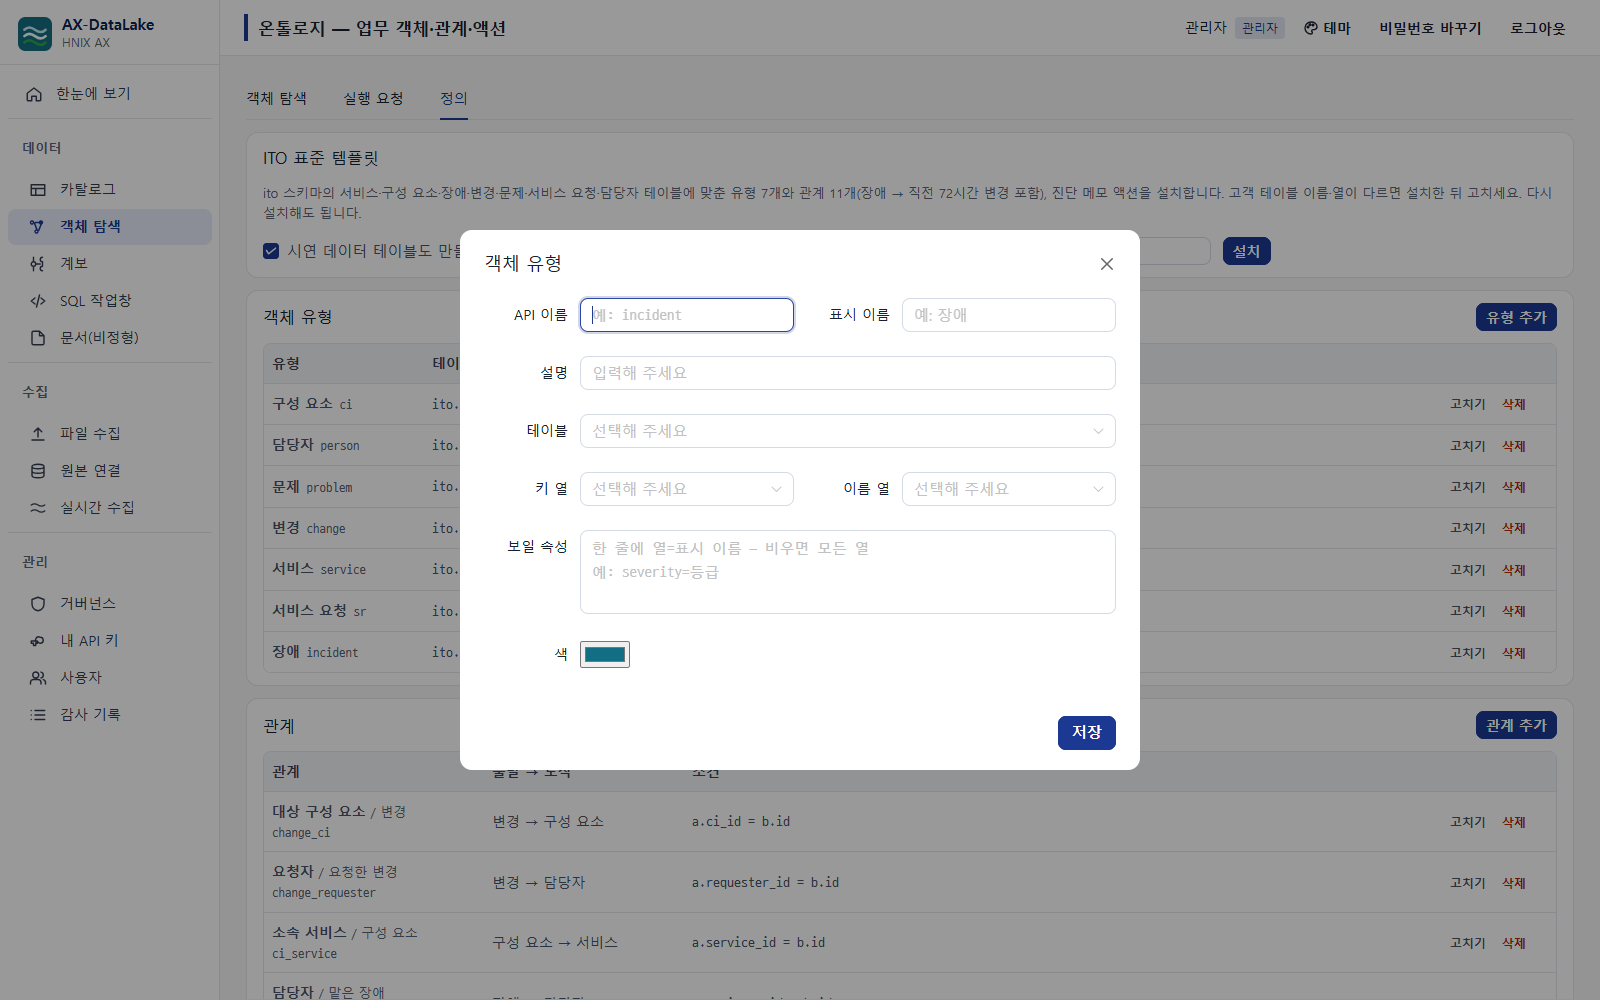 AX-DataLake
HNIX AX
온톨로지 — 업무 객체·관계·액션
관리자 관리자 테마 비밀번호 바꾸기 로그아웃
한눈에 보기
데이터
카탈로그
객체 탐색
계보
SQL 작업창
문서(비정형)
수집
파일 수집
원본 연결
실시간 수집
관리
거버넌스
내 API 키
사용자
감사 기록
객체 탐색 실행 요청 정의
ITO 표준 템플릿
ito 스키마의 서비스·구성 요소·장애·변경·문제·서비스 요청·담당자 테이블에 맞춘 유형 7개와 관계 11개(장애 → 직전 72시간 변경 포함), 진단 메모 액션을 설치합니다. 고객 테이블 이름·열이 다르면 설치한 뒤 고치세요. 다시
설치해도 됩니다.
시연 데이터 테이블도 만들
설치
객체 유형
유형 추가
유형 테이
구성 요소 ci ito. 고치기 삭제
담당자 person ito. 고치기 삭제
문제 problem ito. 고치기 삭제
변경 change ito. 고치기 삭제
서비스 service ito. 고치기 삭제
서비스 요청 sr ito. 고치기 삭제
장애 incident ito. 고치기 삭제
객체 유형
API 이름 예: incident 표시 이름 예: 장애
설명 입력해 주세요
테이블 선택해 주세요
키 열 선택해 주세요 이름 열 선택해 주세요
보일 속성 한 줄에 열=표시 이름 — 비우면 모든 열
예: severity=등급
색
저장
관계
관계 추가
관계 출발 → 도착 조건
대상 구성 요소 / 변경
change_ci
변경 → 구성 요소 a.ci_id = b.id 고치기 삭제
요청자 / 요청한 변경
change_requester
변경 → 담당자 a.requester_id = b.id 고치기 삭제
소속 서비스 / 구성 요소
ci_service
구성 요소 → 서비스 a.service_id = b.id 고치기 삭제
담당자 / 맡은 장애